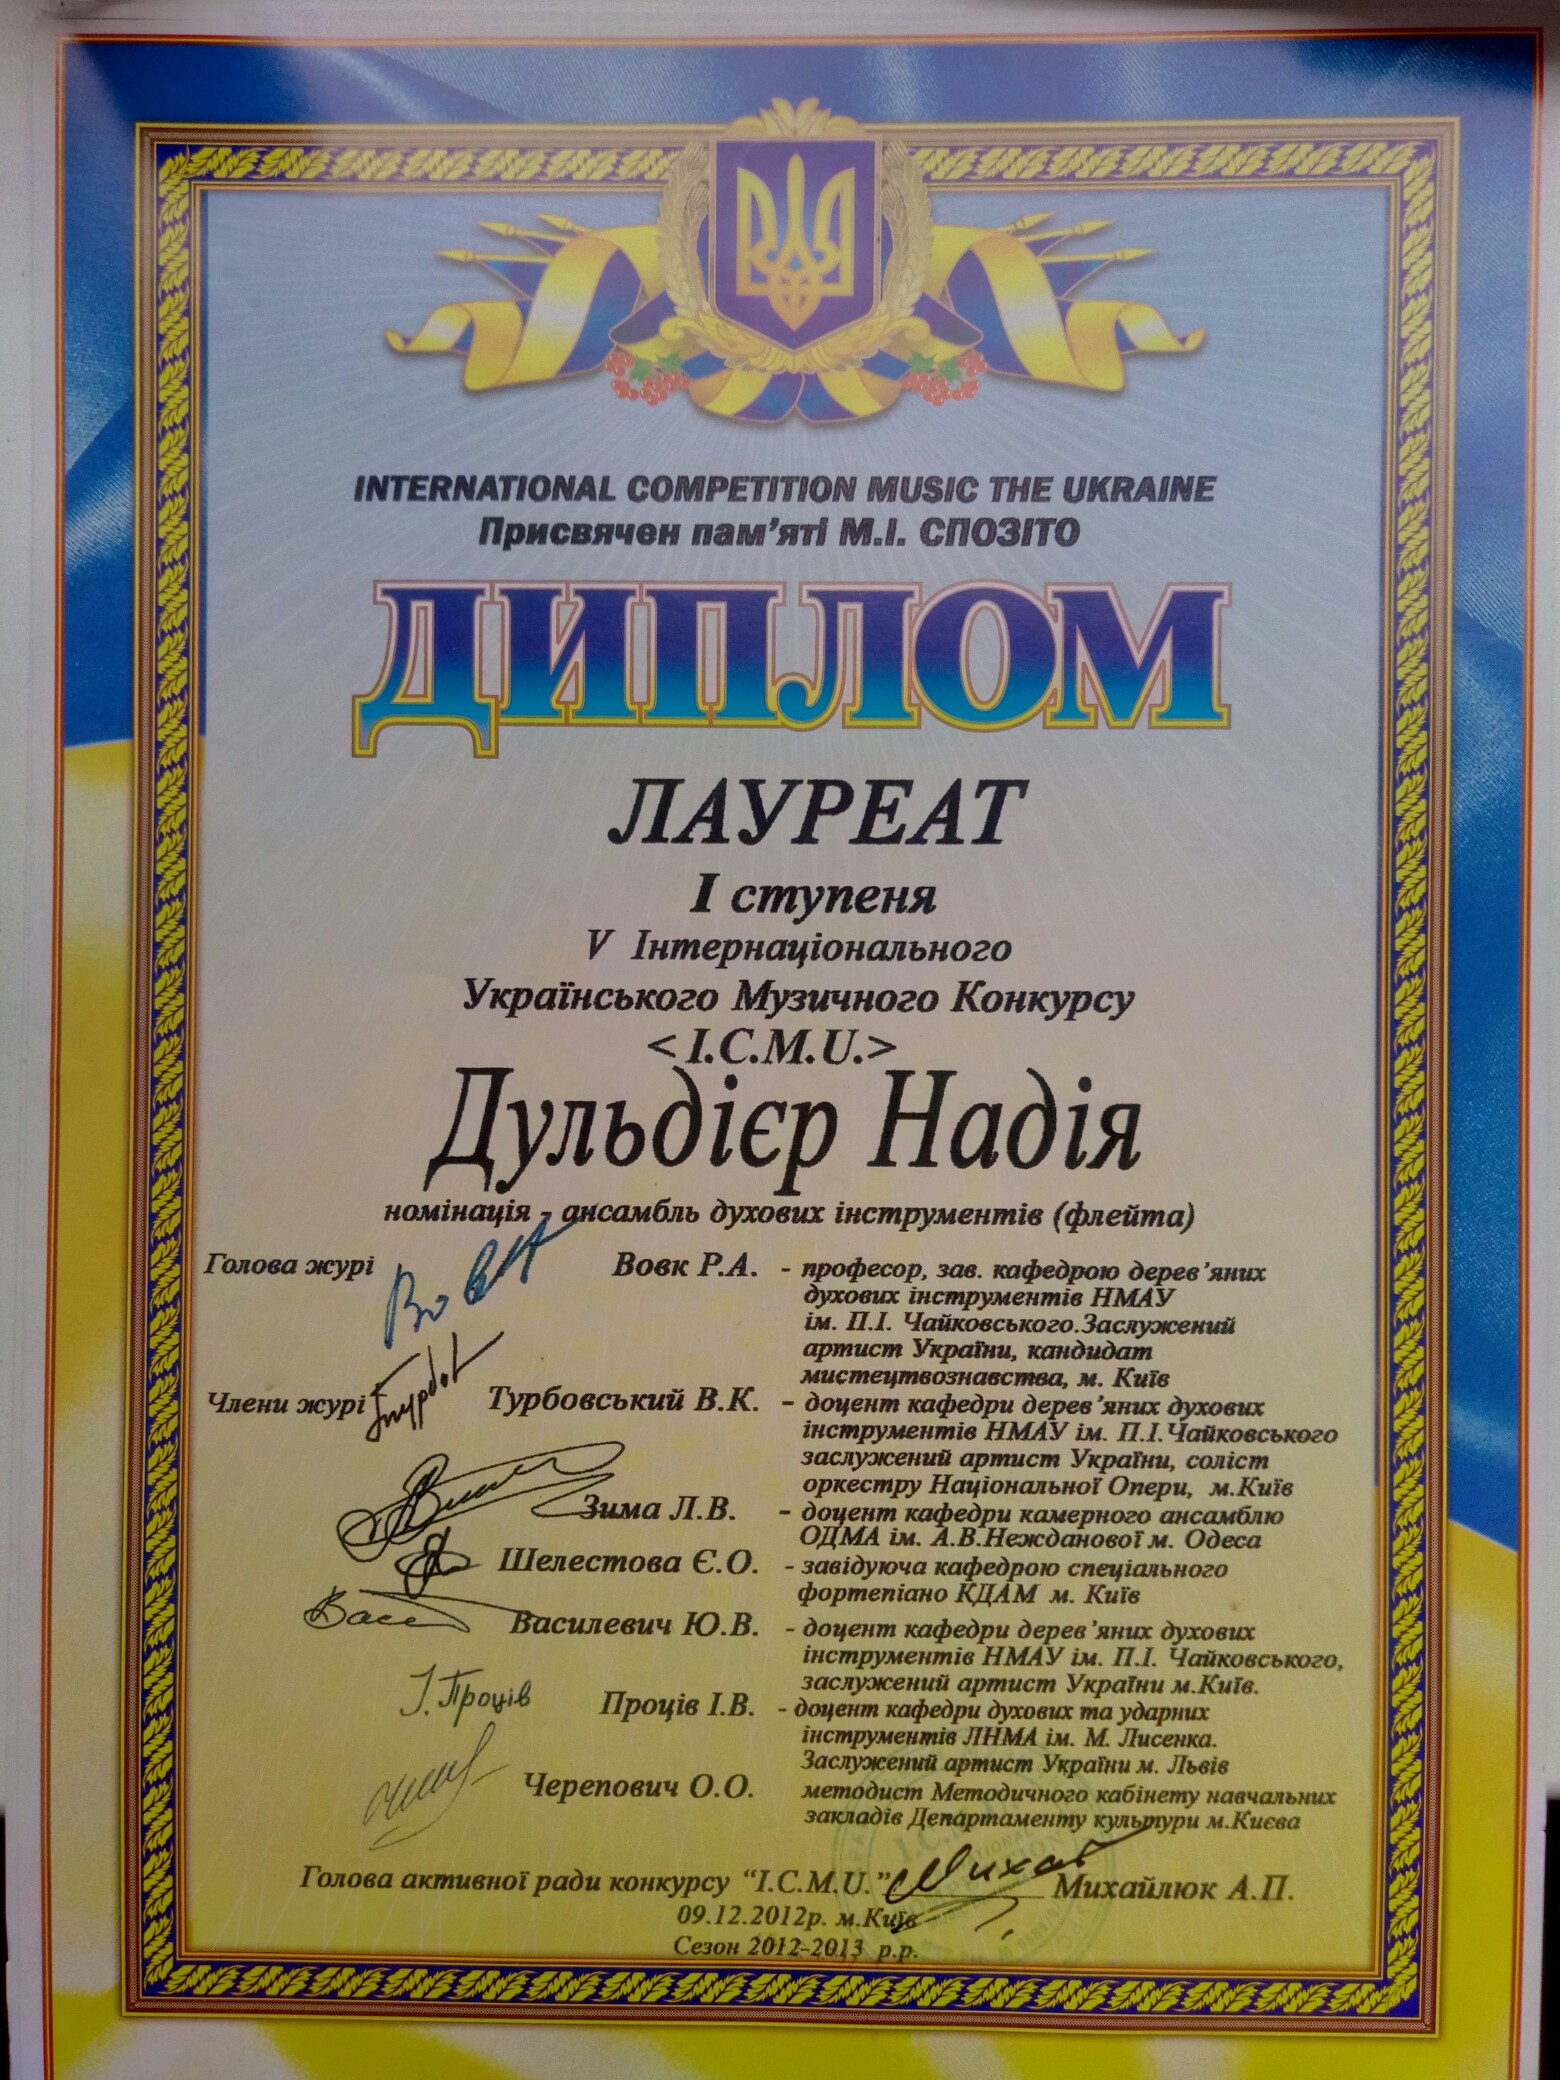 INTERNATIONAL COMPETITION MUSIC THE UKRAINE
Присвячен пам'яті М.І. СПОЗІТО
ДИПЛОМ
ЛАУРЕАТ
I ступеня
V Інтернаціонального
Українського Музичного Конкурсу
< I.C.M.U.>
Дульдієр Надія
номінація - ансамбль духових інструментів (флейта)
Голова журі Вовк Р.А. - професор, зав. кафедрою дерев'яних
духових інструментів НМАУ
ім. П.І. Чайковського.Заслужений
артист України, кандидат
мистецтвознавства, м. Київ
Члени журі Турбовський В.К. - доцент кафедри дерев'яних духових
інструментів НМАУ ім. П.І.Чайковського
заслужений артист України, соліст
оркестру Національної Опери, м.Київ
Зима Л.В. - доцент кафедри камерного ансамблю
ОДМА ім. А.В.Нежданової м. Одеса
Шелестова Є.О. - завідуюча кафедрою спеціального
фортепіано КДАМ м. Київ
Василевич Ю.В. - доцент кафедри дерев'яних духових
інструментів НМАУ ім. П.І. Чайковського,
заслужений артист України м.Київ.
І. Проців Проців І.В. - доцент кафедри духових та ударних
інструментів ЛНМА ім. М. Лисенка.
Заслужений артист України м. Львів
Черепович О.О. методист Методичного кабінету навчальних
закладів Департаменту культури м.Києва
Голова активної ради конкурсу "I.C.M.U." Михайлюк А.П.
09.12.2012р. м.Київ
Сезон 2012-2013 р.р.